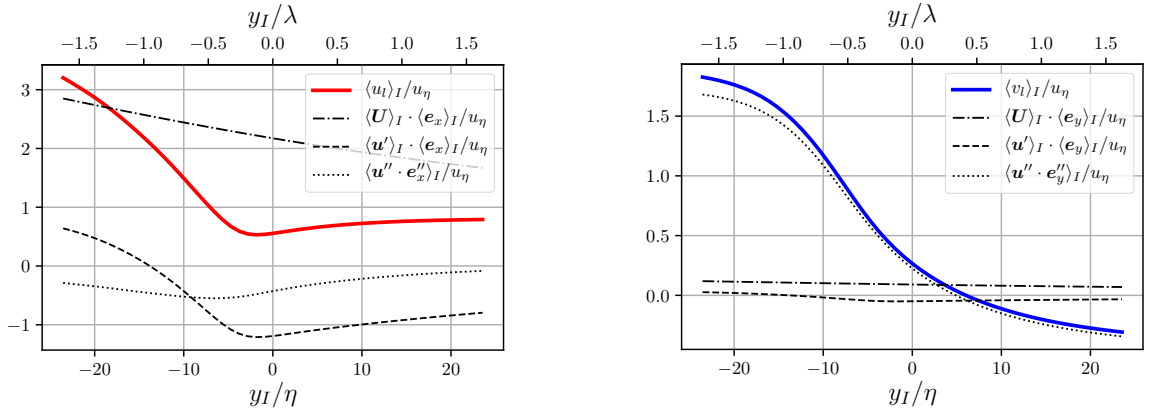 y_I/λ
−1.5 −1.0 −0.5 0.0 0.5 1.0 1.5
3
2
1
0
−1
⟨u_l⟩_I/u_η
⟨U⟩_I · ⟨e_x⟩_I/u_η
⟨u′⟩_I · ⟨e_x⟩_I/u_η
⟨u″ · e″_x⟩_I/u_η
−20 −10 0 10 20
y_I/η
y_I/λ
−1.5 −1.0 −0.5 0.0 0.5 1.0 1.5
1.5
1.0
0.5
0.0
⟨v_l⟩_I/u_η
⟨U⟩_I · ⟨e_y⟩_I/u_η
⟨u′⟩_I · ⟨e_y⟩_I/u_η
⟨u″ · e″_y⟩_I/u_η
−20 −10 0 10 20
y_I/η